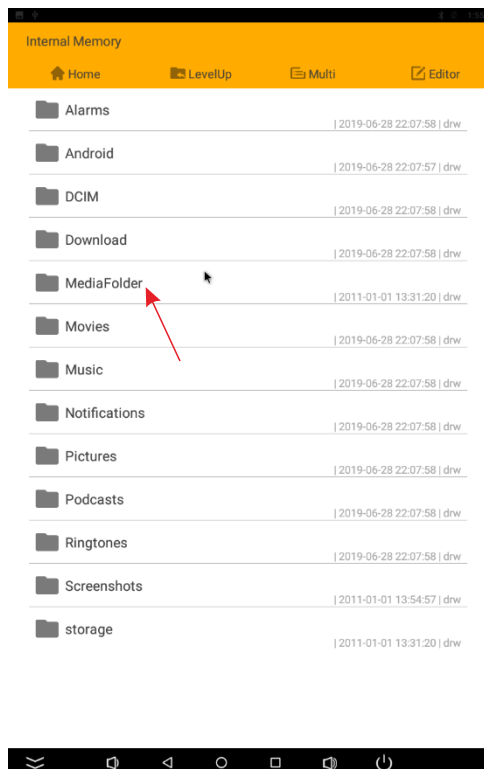 1:55
Internal Memory
Home LevelUp Multi Editor
Alarms
| 2019-06-28 22:07:58 | drw
Android
| 2019-06-28 22:07:57 | drw
DCIM
| 2019-06-28 22:07:58 | drw
Download
| 2019-06-28 22:07:58 | drw
MediaFolder
| 2011-01-01 13:31:20 | drw
Movies
| 2019-06-28 22:07:58 | drw
Music
| 2019-06-28 22:07:58 | drw
Notifications
| 2019-06-28 22:07:58 | drw
Pictures
| 2019-06-28 22:07:58 | drw
Podcasts
| 2019-06-28 22:07:58 | drw
Ringtones
| 2019-06-28 22:07:58 | drw
Screenshots
| 2011-01-01 13:54:57 | drw
storage
| 2011-01-01 13:31:20 | drw